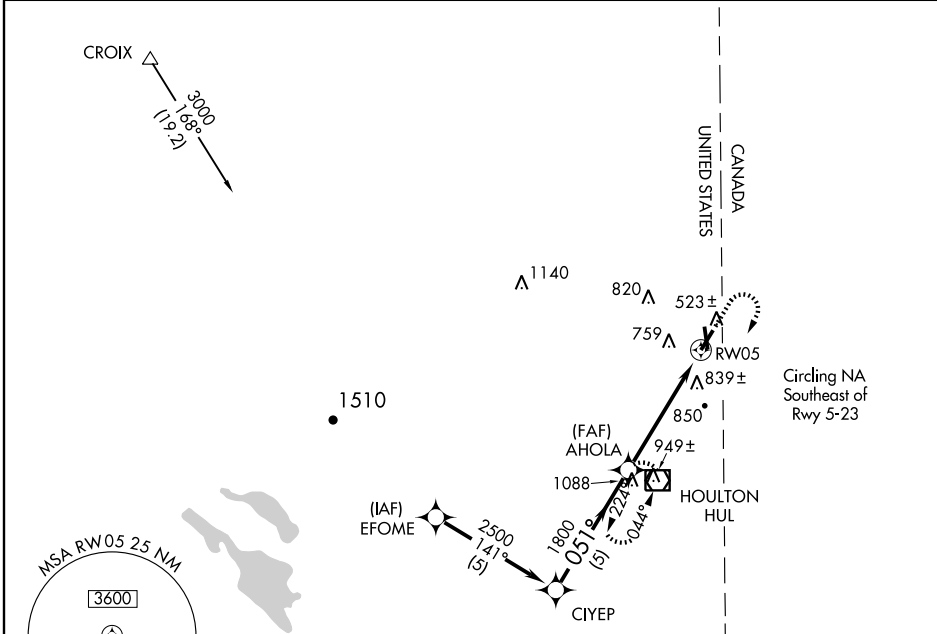 CROIX
3000
168°
(19.2)
CANADA
UNITED STATES
1140
820
523±
759
RW05
839±
Circling NA
Southeast of
Rwy 5-23
850
1510
(FAF)
AHOLA
949±
1088
224°
044°
HOULTON
HUL
(IAF)
EFOME
2500
141°
(5)
1800
051°
(5)
CIYEP
MSA RW05 25 NM
3600